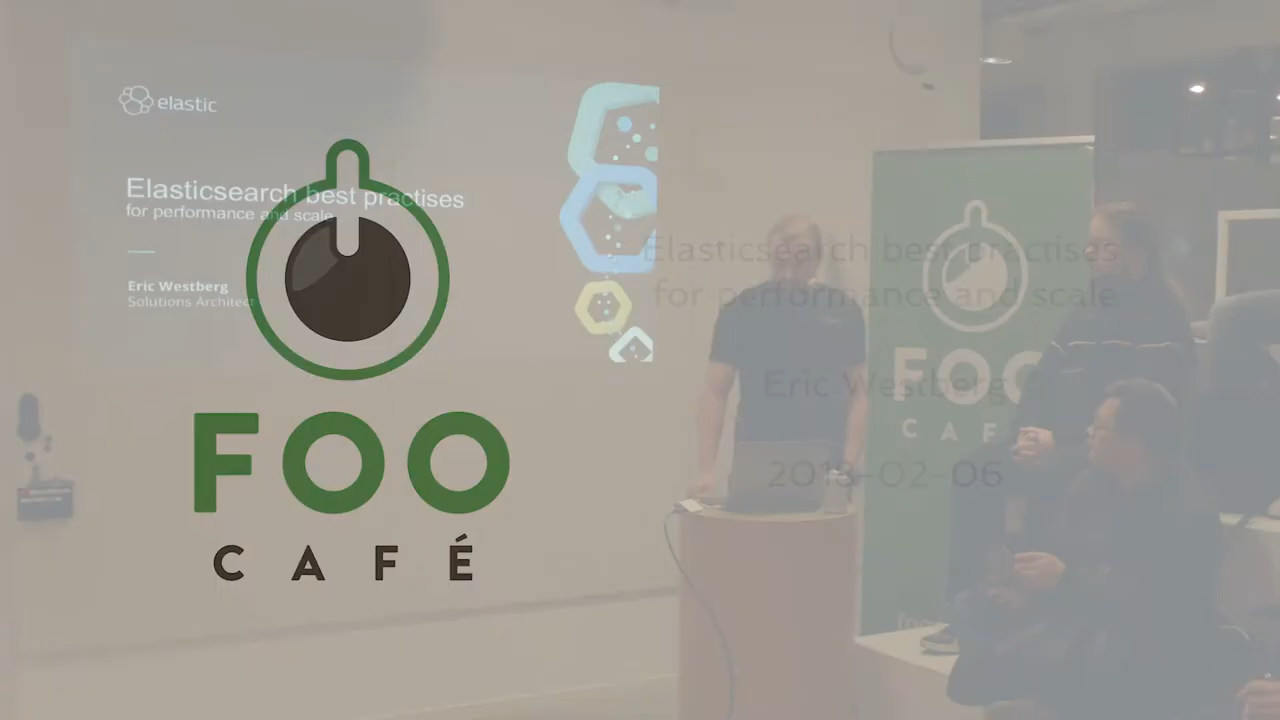 elastic
Elasticsearch best practises
for performance and scale
Eric Westberg
Solutions Architect
FOO
CAFÉ
Elasticsearch best practises
for performance and scale
Eric Westberg
2018-02-06
FOO
CAF